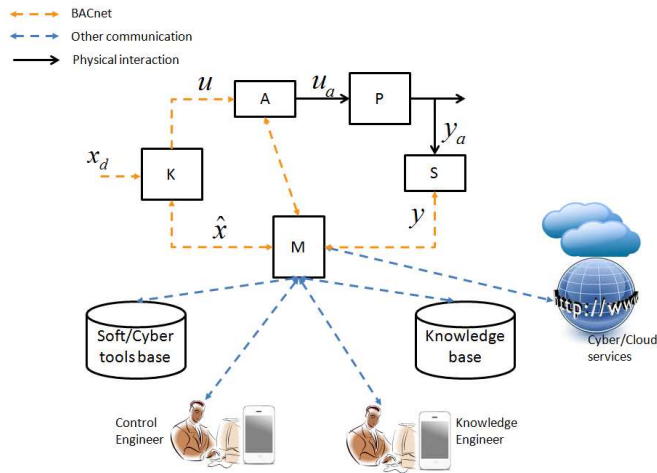 BACnet
Other communication
Physical interaction
u
A
u_a
P
y_a
x_d
K
S
x̂
y
M
http://www
Soft/Cyber
tools base
Knowledge
base
Cyber/Cloud
services
Control
Engineer
Knowledge
Engineer